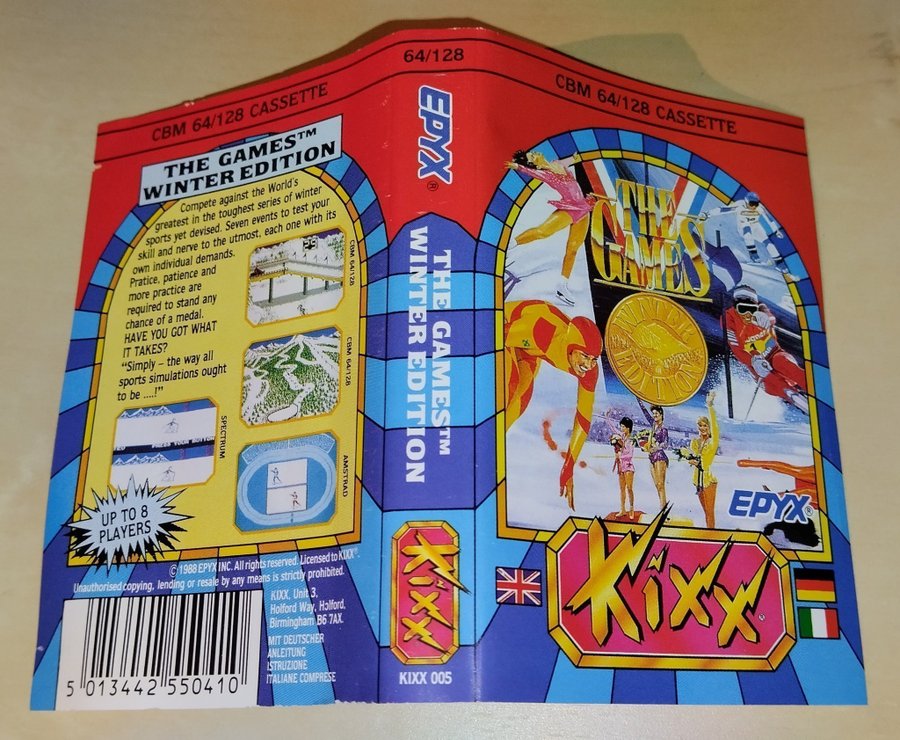 CBM 64/128 CASSETTE
THE GAMES™
WINTER EDITION
Compete against the World's
greatest in the toughest series of winter
sports yet devised. Seven events to test your
skill and nerve to the utmost, each one with its
own individual demands.
Pratice, patience and
more practice are
required to stand any
chance of a medal.
HAVE YOU GOT WHAT
IT TAKES?
"Simply – the way all
sports simulations ought
to be ....!"
CBM 64/128
CBM 64/128
SPECTRUM
AMSTRAD
UP TO 8
PLAYERS
©1988 EPYX INC. All rights reserved. Licensed to KIXX®.
Unauthorised copying, lending or resale by any means is strictly prohibited.
KIXX, Unit 3,
Holford Way, Holford,
Birmingham B6 7AX.
MIT DEUTSCHER
ANLEITUNG
ISTRUZIONE
ITALIANE COMPRESE
5 013442 550410
64/128
EPYX®
THE GAMES™
WINTER EDITION
Kixx
KIXX 005
CBM 64/128 CASSETTE
THE
GAMES
WINTER
EDITION
EPYX®
Kixx®